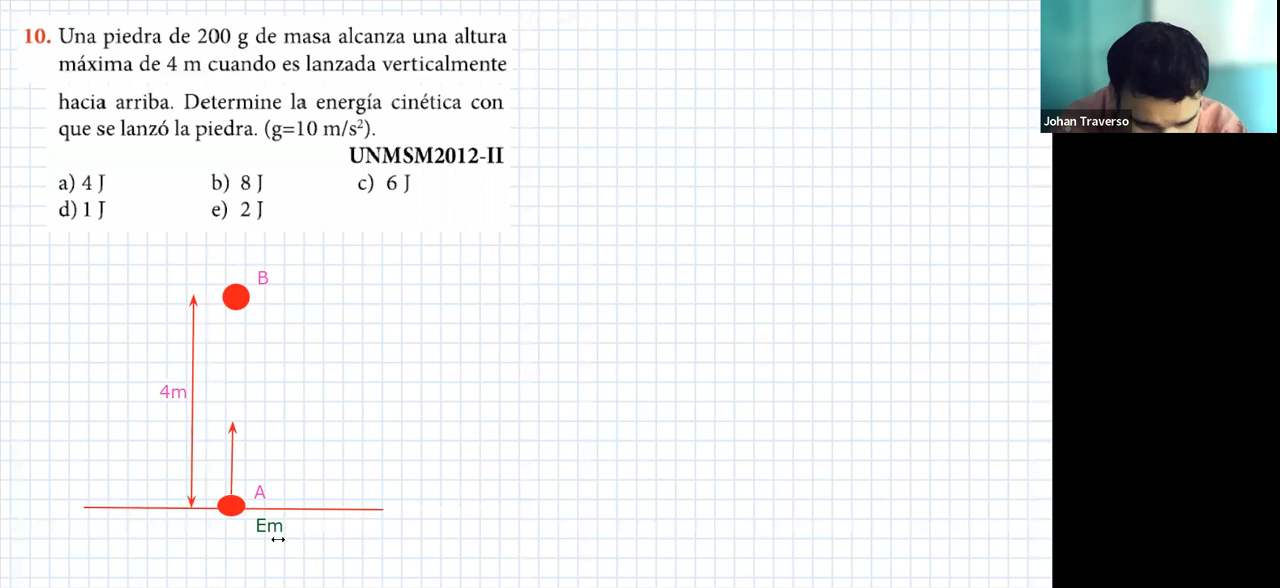 10. Una piedra de 200 g de masa alcanza una altura
máxima de 4 m cuando es lanzada verticalmente
hacia arriba. Determine la energía cinética con
que se lanzó la piedra. (g=10 m/s²).
UNMSM2012-II
a) 4 J b) 8 J c) 6 J
d) 1 J e) 2 J
B
4m
A
Em
Johan Traverso